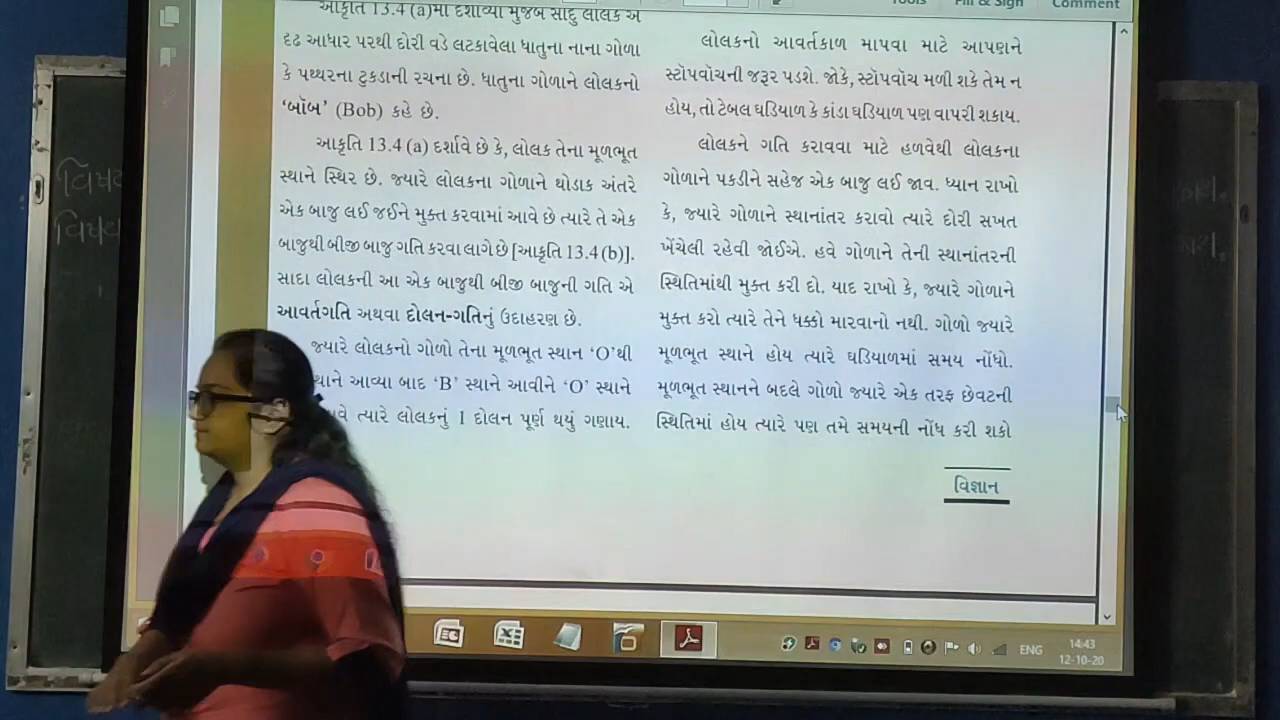 Tools Fill & Sign Comment
આકૃતિ 13.4 (a)માં દર્શાવ્યા મુજબ સાદું લોલક એ
દૃઢ આધાર પરથી દોરી વડે લટકાવેલા ધાતુના નાના ગોળા
કે પથ્થરના ટુકડાની રચના છે. ધાતુના ગોળાને લોલકનો
‘બૉબ’ (Bob) કહે છે.
આકૃતિ 13.4 (a) દર્શાવે છે કે, લોલક તેના મૂળભૂત
સ્થાને સ્થિર છે. જ્યારે લોલકના ગોળાને થોડાક અંતરે
એક બાજુ લઈ જઈને મુક્ત કરવામાં આવે છે ત્યારે તે એક
બાજુથી બીજી બાજુ ગતિ કરવા લાગે છે [આકૃતિ 13.4 (b)].
સાદા લોલકની આ એક બાજુથી બીજી બાજુની ગતિ એ
આવર્તગતિ અથવા દોલન-ગતિનું ઉદાહરણ છે.
જ્યારે લોલકનો ગોળો તેના મૂળભૂત સ્થાન ‘O’થી
આવ્યા બાદ ‘B’ સ્થાને આવીને ‘O’ સ્થાને
ત્યારે લોલકનું 1 દોલન પૂર્ણ થયું ગણાય.
લોલકનો આવર્તકાળ માપવા માટે આપણને
સ્ટૉપવૉચની જરૂર પડશે. જોકે, સ્ટૉપવૉચ મળી શકે તેમ ન
હોય, તો ટેબલ ઘડિયાળ કે કાંડા ઘડિયાળ પણ વાપરી શકાય.
લોલકને ગતિ કરાવવા માટે હળવેથી લોલકના
ગોળાને પકડીને સહેજ એક બાજુ લઈ જાવ. ધ્યાન રાખો
કે, જ્યારે ગોળાને સ્થાનાંતર કરાવો ત્યારે દોરી સખત
ખેંચેલી રહેવી જોઈએ. હવે ગોળાને તેની સ્થાનાંતરની
સ્થિતિમાંથી મુક્ત કરી દો. યાદ રાખો કે, જ્યારે ગોળાને
મુક્ત કરો ત્યારે તેને ધક્કો મારવાનો નથી. ગોળો જ્યારે
મૂળભૂત સ્થાને હોય ત્યારે ઘડિયાળમાં સમય નોંધો.
મૂળભૂત સ્થાનને બદલે ગોળો જ્યારે એક તરફ છેવટની
સ્થિતિમાં હોય ત્યારે પણ તમે સમયની નોંધ કરી શકો
વિજ્ઞાન
ENG
14:43
12-10-20
વિષય
વિષય